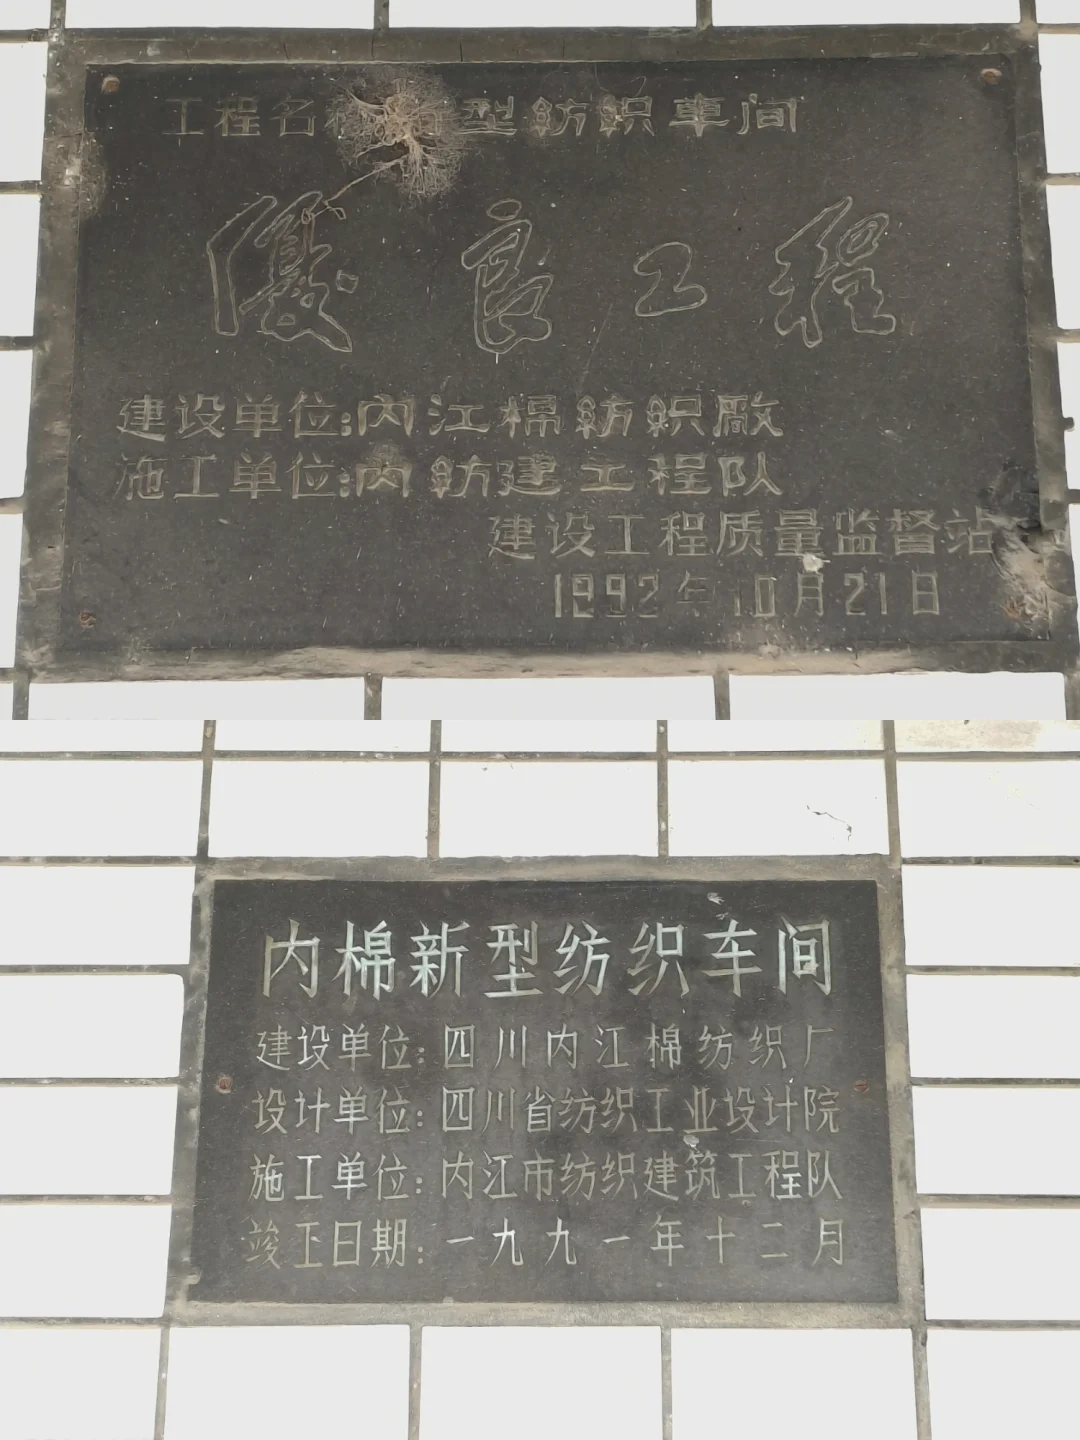 工程名称:新型纺织车间
優良工程
建设单位:内江棉纺织廠
施工单位:内纺建工程队
建设工程质量监督站
1992年10月21日
内棉新型纺织车间
建设单位:四川内江棉纺织厂
设计单位:四川省纺织工业设计院
施工单位:内江市纺织建筑工程队
竣工日期:一九九一年十二月